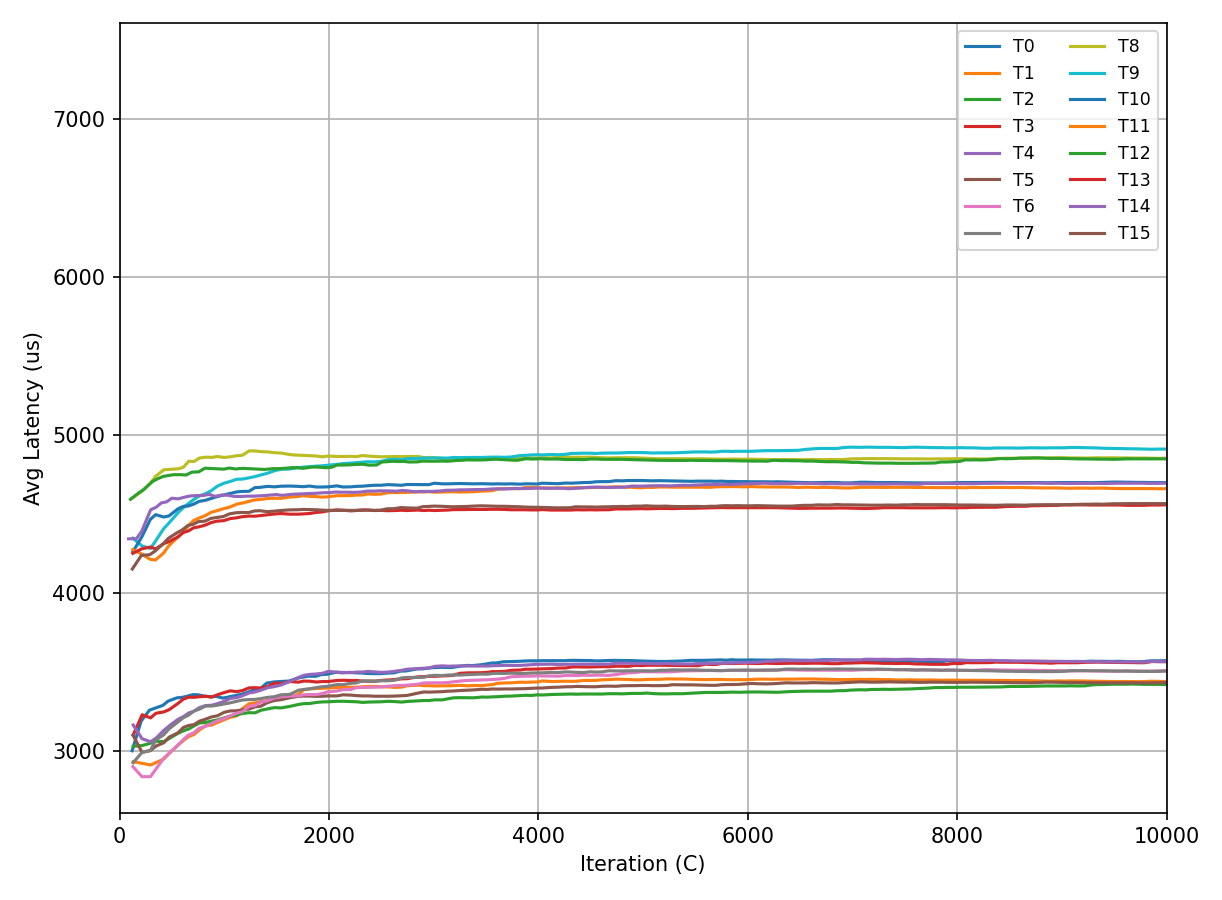 7000
6000
5000
4000
3000
Avg Latency (us)
0 2000 4000 6000 8000 10000
Iteration (C)
T0 T8
T1 T9
T2 T10
T3 T11
T4 T12
T5 T13
T6 T14
T7 T15